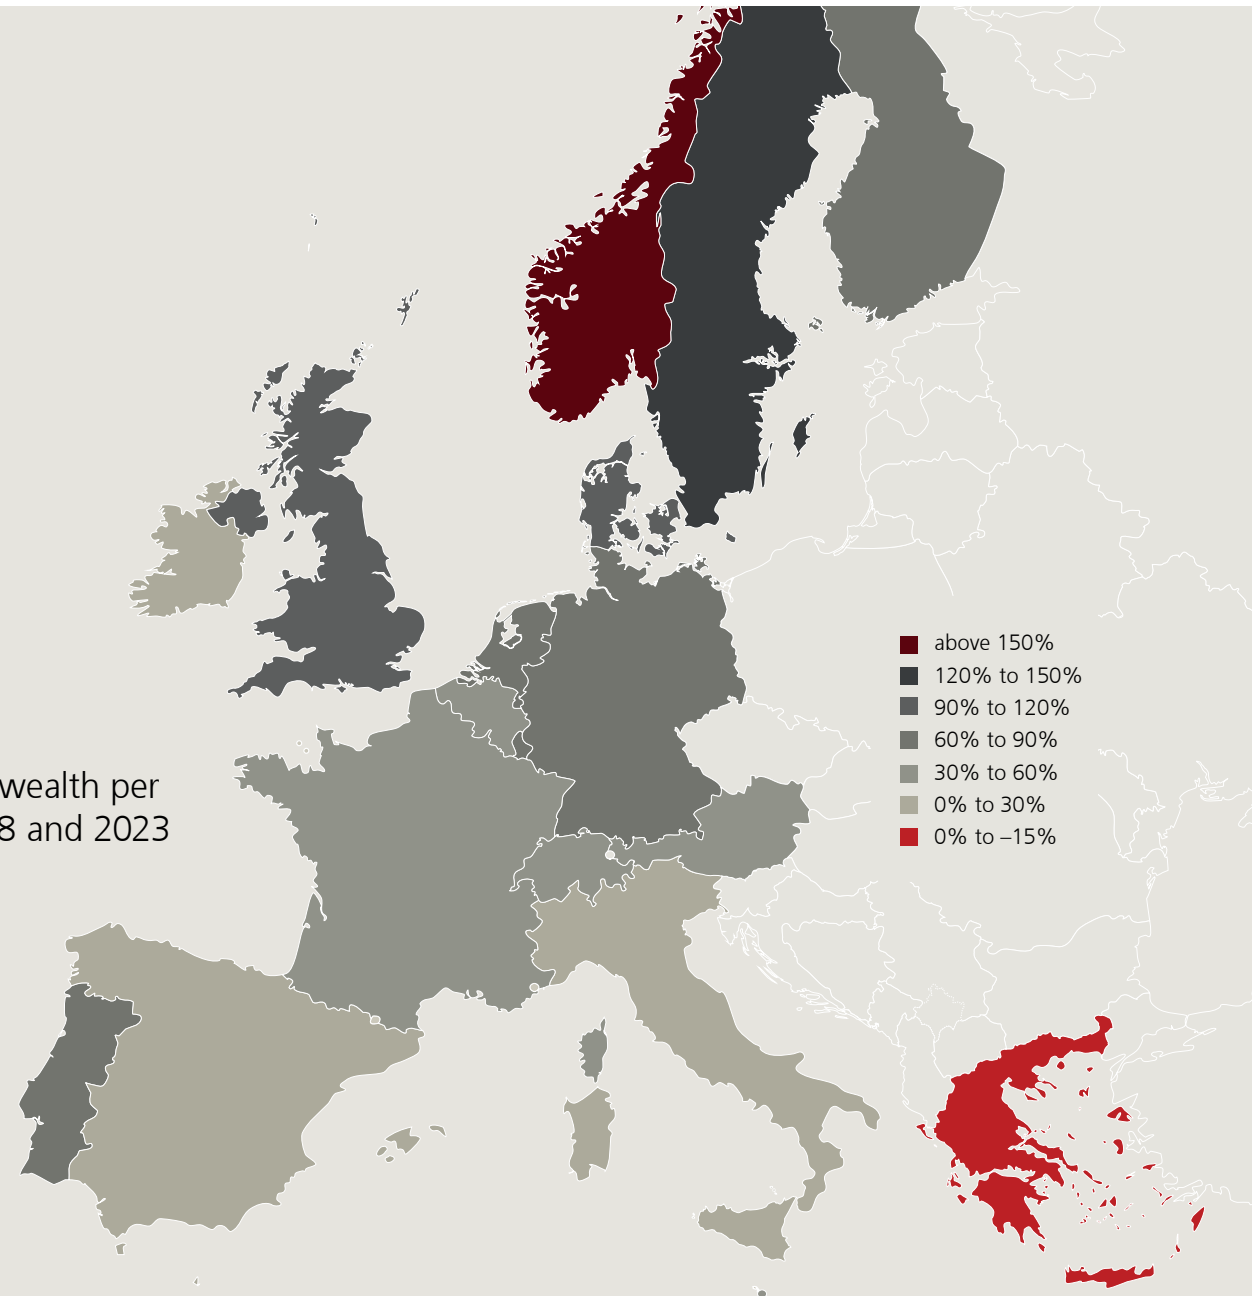 above 150%
120% to 150%
90% to 120%
60% to 90%
30% to 60%
0% to 30%
0% to –15%
wealth per
8 and 2023